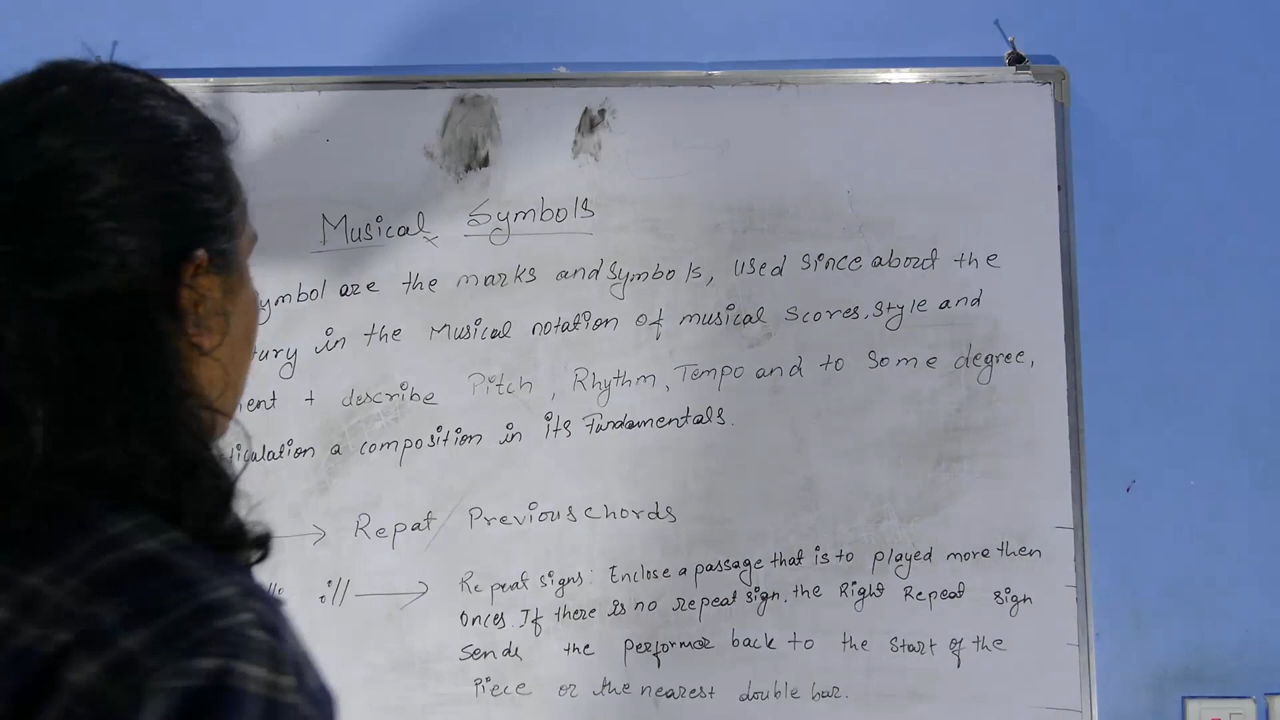 Musical Symbols
ymbol are the marks and symbols, used since about the
tury in the Musical notation of musical scores. style and
ment + describe Pitch, Rhythm, Tempo and to Some degree,
ticulation a composition in its Fundamentals.
→ Repat / Previous chords
% ·// → Repeat signs: Enclose a passage that is to played more then
Onces. If there is no repeat sign. the Right Repeat sign
Sends the performer back to the Start of the
Piece or the nearest double bar.